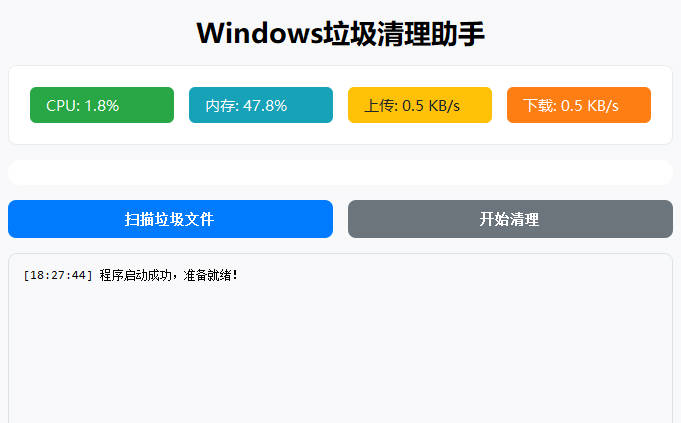 Windows垃圾清理助手
CPU: 1.8%
内存: 47.8%
上传: 0.5 KB/s
下载: 0.5 KB/s
扫描垃圾文件
开始清理
[18:27:44] 程序启动成功，准备就绪!